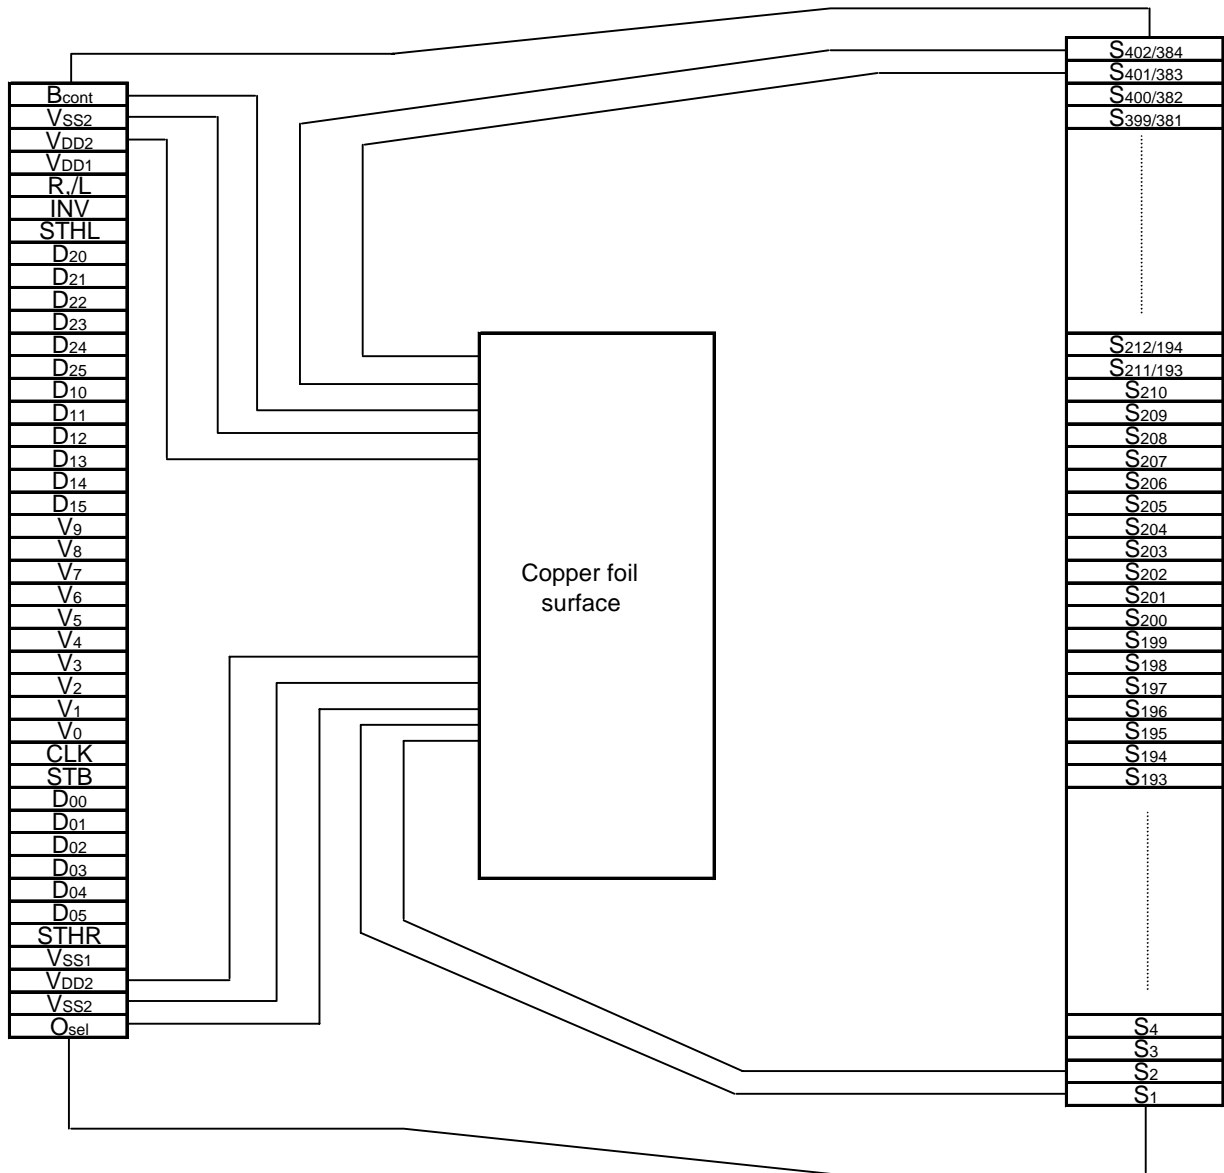 Bcont
VSS2
VDD2
VDD1
R,/L
INV
STHL
D20
D21
D22
D23
D24
D25
D10
D11
D12
D13
D14
D15
V9
V8
V7
V6
V5
V4
V3
V2
V1
V0
CLK
STB
D00
D01
D02
D03
D04
D05
STHR
VSS1
VDD2
VSS2
Osel
Copper foil
surface
S402/384
S401/383
S400/382
S399/381
S212/194
S211/193
S210
S209
S208
S207
S206
S205
S204
S203
S202
S201
S200
S199
S198
S197
S196
S195
S194
S193
S4
S3
S2
S1